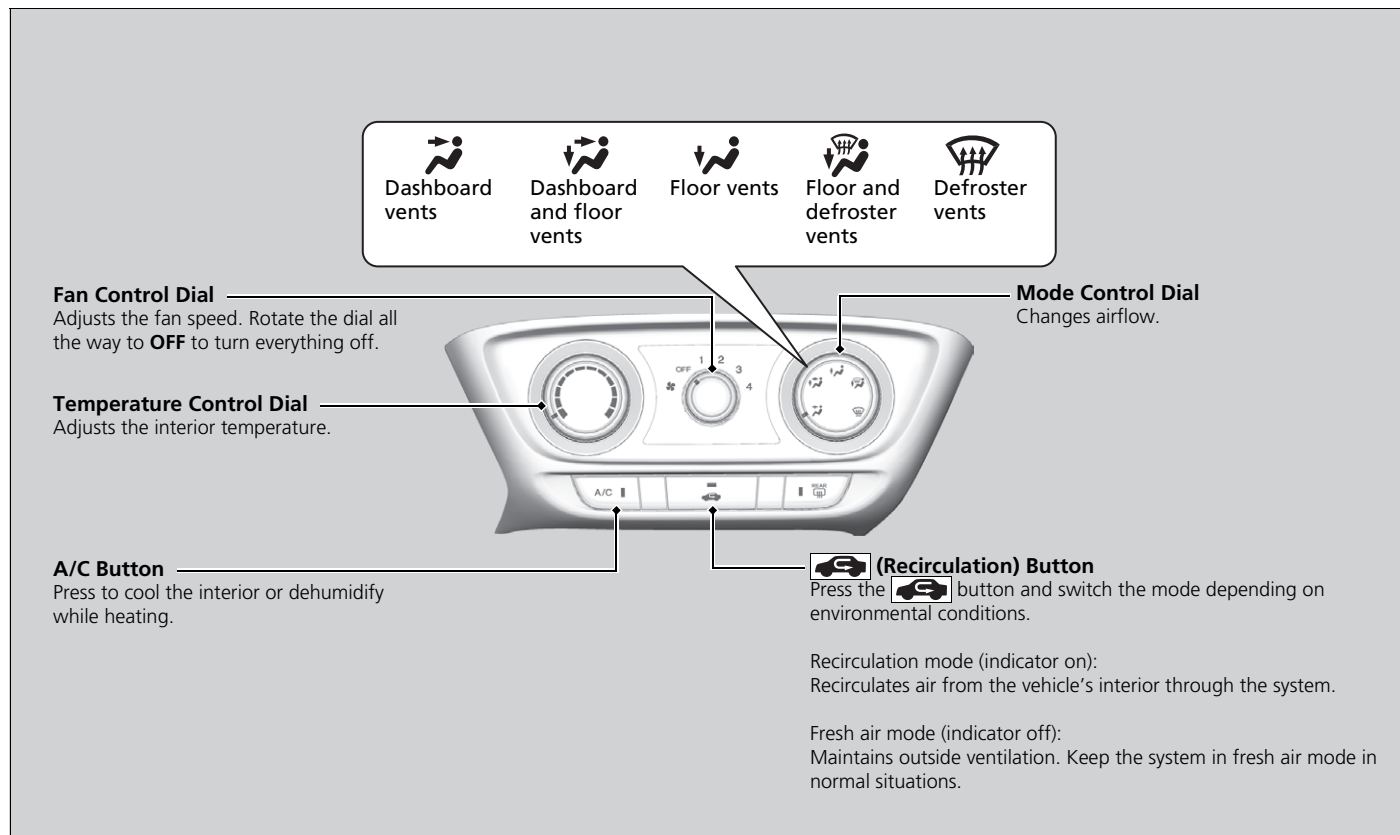 Dashboard
vents
Dashboard
and floor
vents
Floor vents
Floor and
defroster
vents
Defroster
vents
Fan Control Dial
Adjusts the fan speed. Rotate the dial all
the way to OFF to turn everything off.
Temperature Control Dial
Adjusts the interior temperature.
Mode Control Dial
Changes airflow.
OFF 1 2 3 4
A/C
REAR
A/C Button
Press to cool the interior or dehumidify
while heating.
(Recirculation) Button
Press the button and switch the mode depending on
environmental conditions.
Recirculation mode (indicator on):
Recirculates air from the vehicle’s interior through the system.
Fresh air mode (indicator off):
Maintains outside ventilation. Keep the system in fresh air mode in
normal situations.